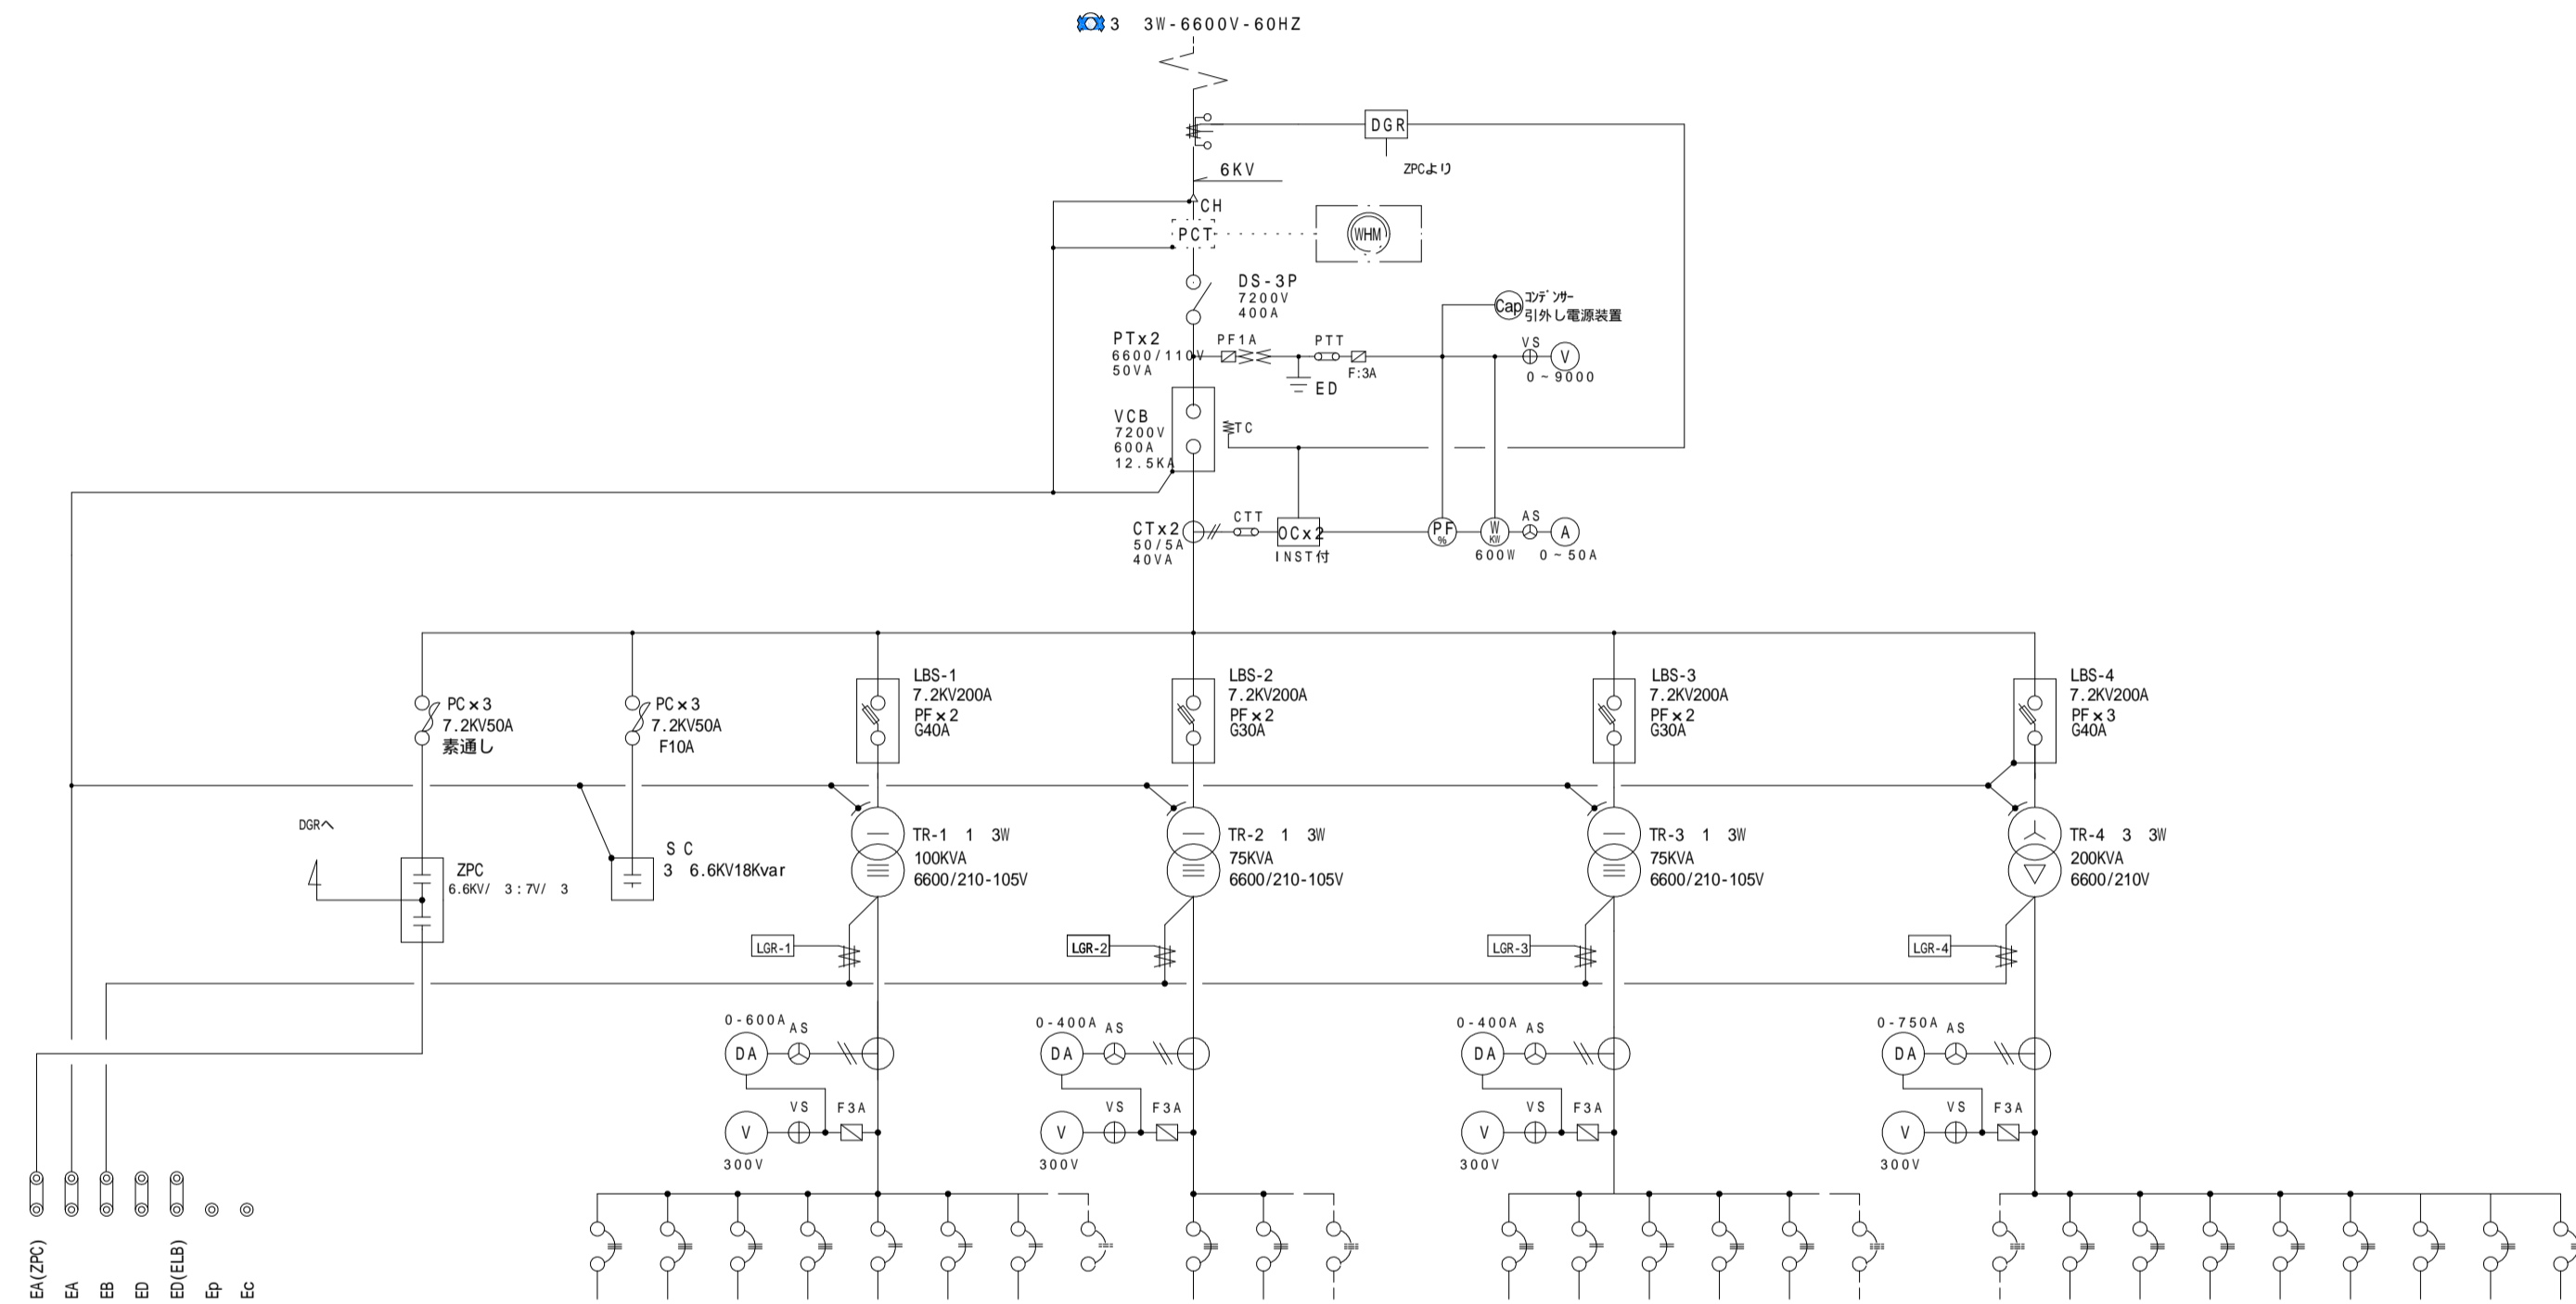 3 3W-6600V-60HZ
DGR
ZPCより
6KV
CH
PCT
WHM
DS-3P
7200V
400A
Cap
コンデンサー
引外し電源装置
PTx2
6600/110V
50VA
PF1A
PTT
F:3A
ED
VS
V
0~9000
VCB
7200V
600A
12.5KA
TC
CTx2
50/5A
40VA
CTT
OCx2
INST付
PF
%
W
KW
600W
AS
A
0~50A
PC×3
7.2KV50A
素通し
PC×3
7.2KV50A
F10A
LBS-1
7.2KV200A
PF×2
G40A
LBS-2
7.2KV200A
PF×2
G30A
LBS-3
7.2KV200A
PF×2
G30A
LBS-4
7.2KV200A
PF×3
G40A
DGRへ
ZPC
6.6KV/ 3:7V/ 3
SC
3 6.6KV18Kvar
TR-1 1 3W
100KVA
6600/210-105V
TR-2 1 3W
75KVA
6600/210-105V
TR-3 1 3W
75KVA
6600/210-105V
TR-4 3 3W
200KVA
6600/210V
LGR-1
LGR-2
LGR-3
LGR-4
0-600A
AS
DA
VS
F3A
V
300V
0-400A
AS
DA
VS
F3A
V
300V
0-400A
AS
DA
VS
F3A
V
300V
0-750A
AS
DA
VS
F3A
V
300V
EA(ZPC)
EA
EB
ED
ED(ELB)
Ep
Ec